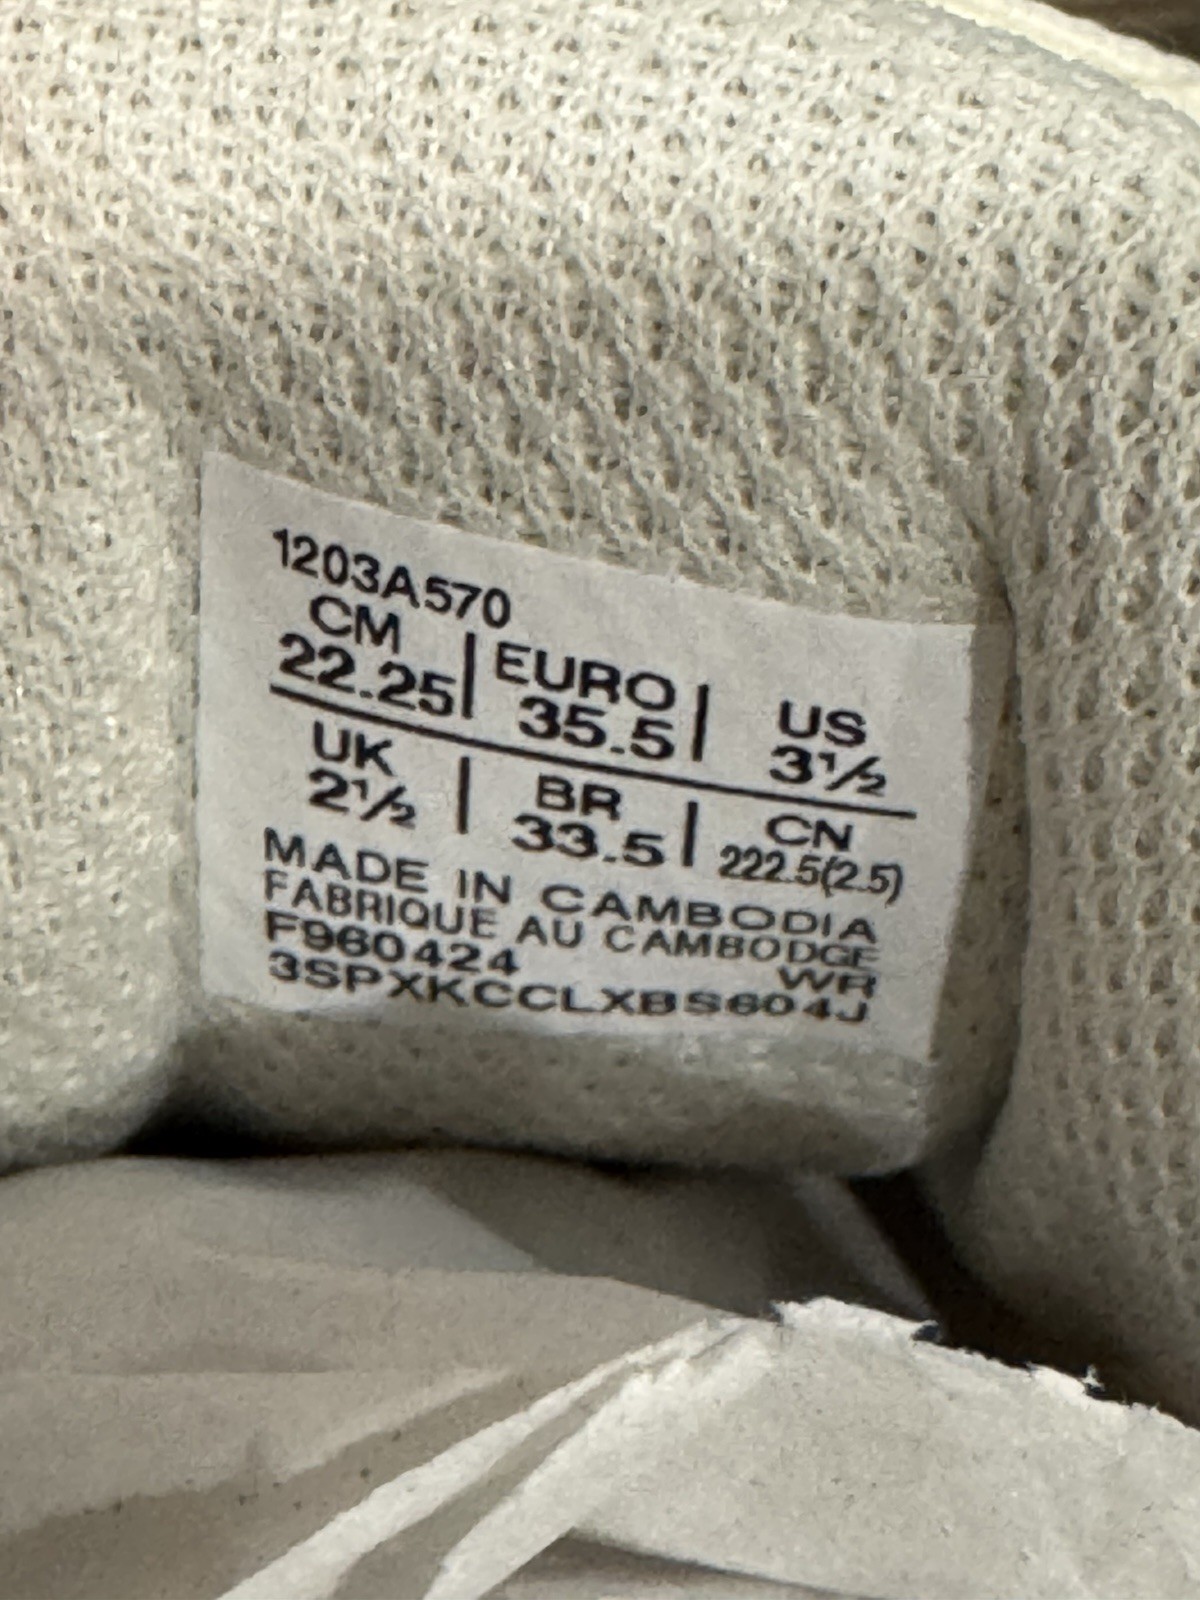 1203A570
CM | EURO | US
22.25 | 35.5 | 3½
UK | BR | CN
2½ | 33.5 | 222.5(2.5)
MADE IN CAMBODIA
FABRIQUE AU CAMBODGE
F960424 WR
3SPXKCCLXBS604J